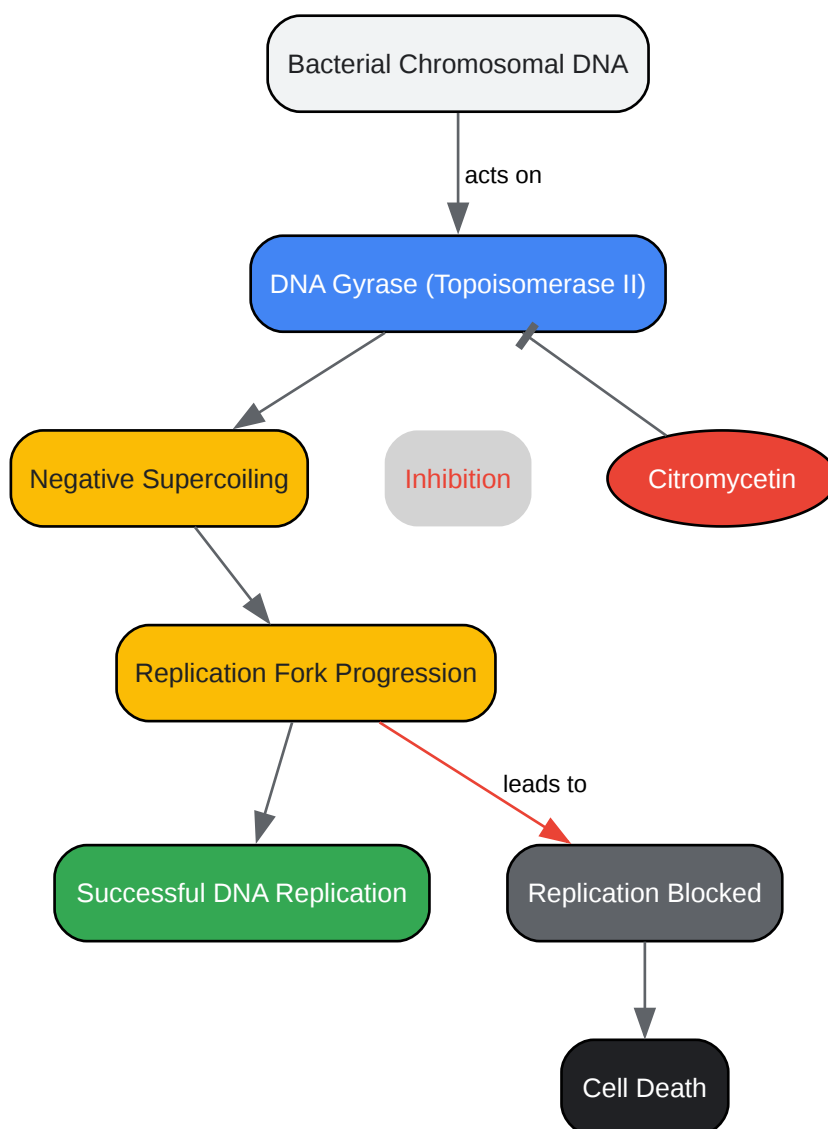 Bacterial Chromosomal DNA
acts on
DNA Gyrase (Topoisomerase II)
Negative Supercoiling
Inhibition
Citromycetin
Replication Fork Progression
leads to
Successful DNA Replication
Replication Blocked
Cell Death